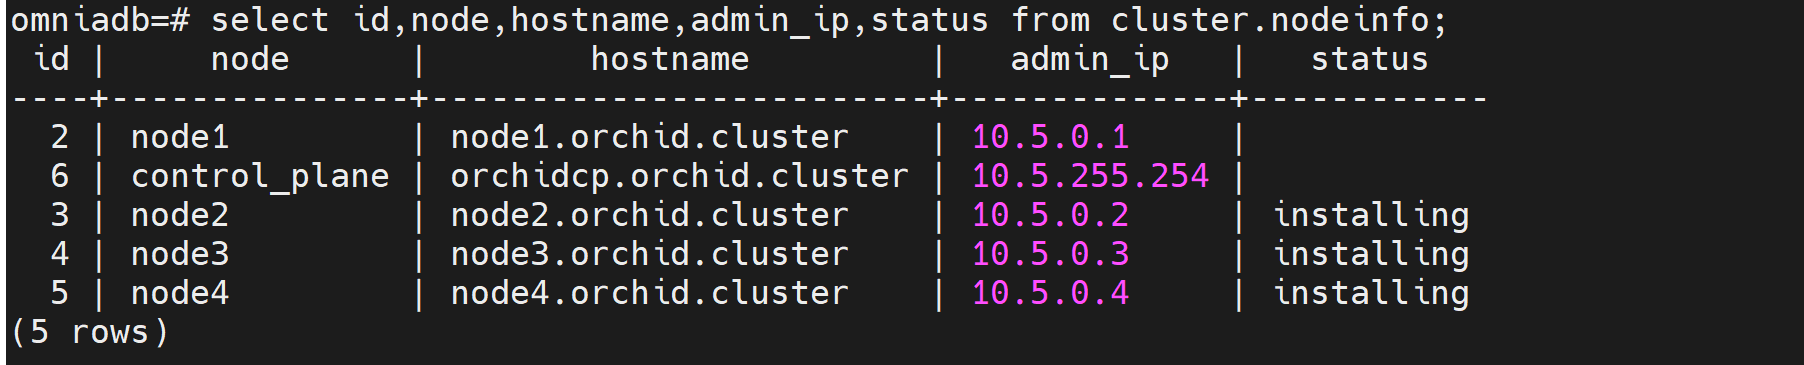 omniadb=# select id,node,hostname,admin_ip,status from cluster.nodeinfo;
 id |     node      |        hostname         |   admin_ip   |   status
----+---------------+-------------------------+--------------+------------
  2 | node1         | node1.orchid.cluster    | 10.5.0.1     |
  6 | control_plane | orchidcp.orchid.cluster | 10.5.255.254 |
  3 | node2         | node2.orchid.cluster    | 10.5.0.2     | installing
  4 | node3         | node3.orchid.cluster    | 10.5.0.3     | installing
  5 | node4         | node4.orchid.cluster    | 10.5.0.4     | installing
(5 rows)